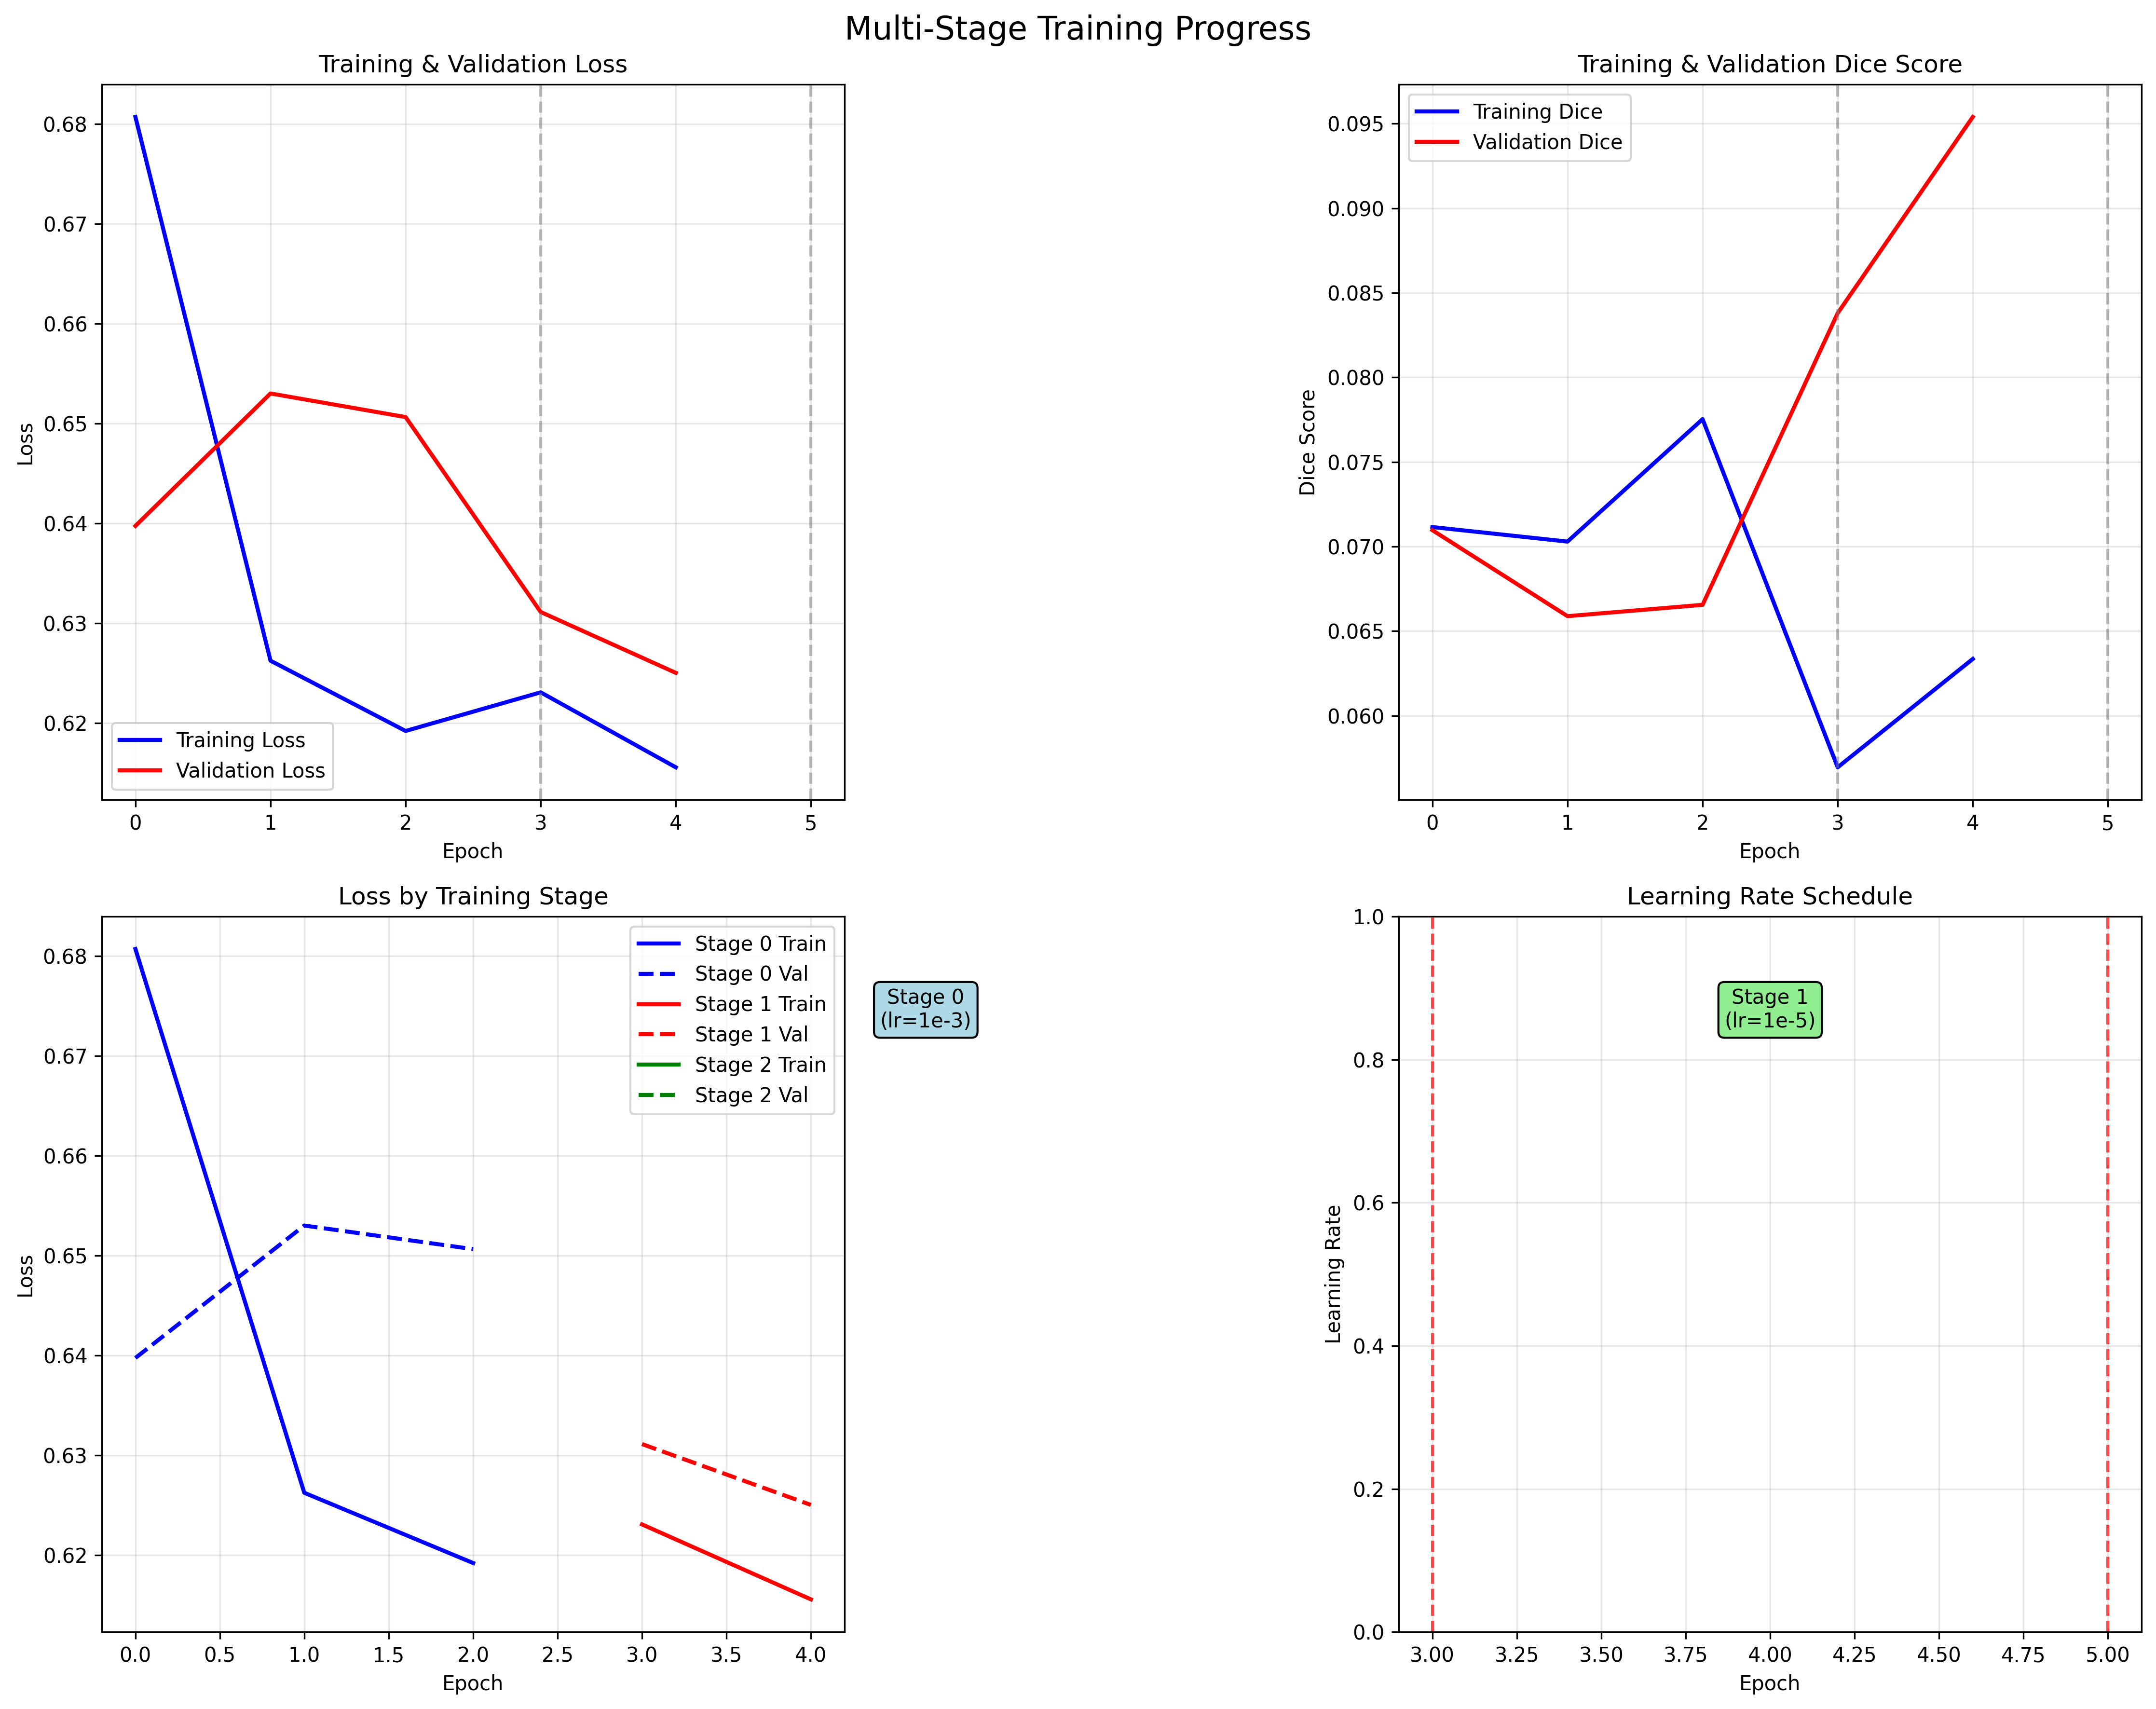 Multi-Stage Training Progress
Training & Validation Loss
Loss
0.68
0.67
0.66
0.65
0.64
0.63
0.62
Training Loss
Validation Loss
0
1
2
3
4
5
Epoch
Training & Validation Dice Score
Dice Score
0.095
0.090
0.085
0.080
0.075
0.070
0.065
0.060
Training Dice
Validation Dice
0
1
2
3
4
5
Epoch
Loss by Training Stage
Loss
0.68
0.67
0.66
0.65
0.64
0.63
0.62
Stage 0 Train
Stage 0 Val
Stage 1 Train
Stage 1 Val
Stage 2 Train
Stage 2 Val
0.0
0.5
1.0
1.5
2.0
2.5
3.0
3.5
4.0
Epoch
Stage 0
(lr=1e-3)
Learning Rate Schedule
Learning Rate
1.0
0.8
0.6
0.4
0.2
0.0
Stage 1
(lr=1e-5)
3.00
3.25
3.50
3.75
4.00
4.25
4.50
4.75
5.00
Epoch